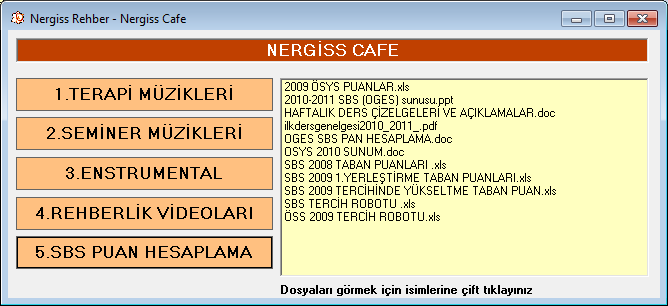 Nergiss Rehber - Nergiss Cafe
NERGİSS CAFE
1.TERAPİ MÜZİKLERİ
2.SEMİNER MÜZİKLERİ
3.ENSTRUMENTAL
4.REHBERLİK VİDEOLARI
5.SBS PUAN HESAPLAMA
2009 ÖSYS PUANLAR.xls
2010-2011 SBS (OGES) sunusu.ppt
HAFTALIK DERS ÇİZELGELERİ VE AÇIKLAMALAR.doc
ilkdersgenelgesi2010_2011_.pdf
OGES SBS PAN HESAPLAMA.doc
OSYS 2010 SUNUM.doc
SBS 2008 TABAN PUANLARI .xls
SBS 2009 1.YERLEŞTİRME TABAN PUANLARI.xls
SBS 2009 TERCİHİNDE YÜKSELTME TABAN PUAN.xls
SBS TERCİH ROBOTU .xls
ÖSS 2009 TERCİH ROBOTU.xls
Dosyaları görmek için isimlerine çift tıklayınız